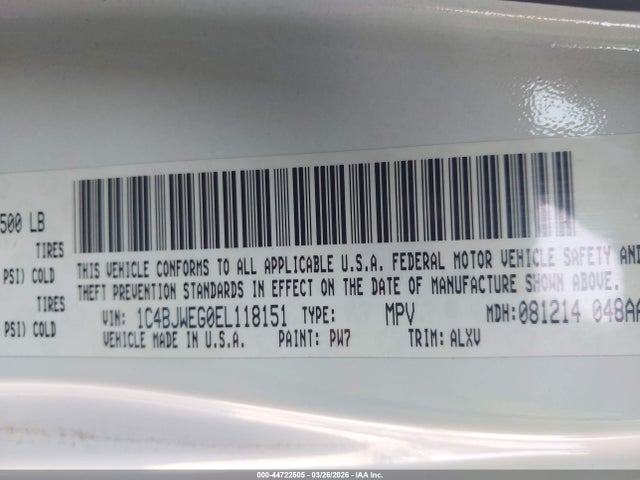 500 LB
TIRES
PSI) COLD
TIRES
PSI) COLD
THIS VEHICLE CONFORMS TO ALL APPLICABLE U.S.A. FEDERAL MOTOR VEHICLE SAFETY AND
THEFT PREVENTION STANDARDS IN EFFECT ON THE DATE OF MANUFACTURE SHOWN ABOVE.
VIN: 1C4BJWEG0EL118151 TYPE: MPV MDH: 081214 048AA
VEHICLE MADE IN U.S.A. PAINT: PW7 TRIM: ALXV
000-44722505 - 03/26/2026 - IAA Inc.